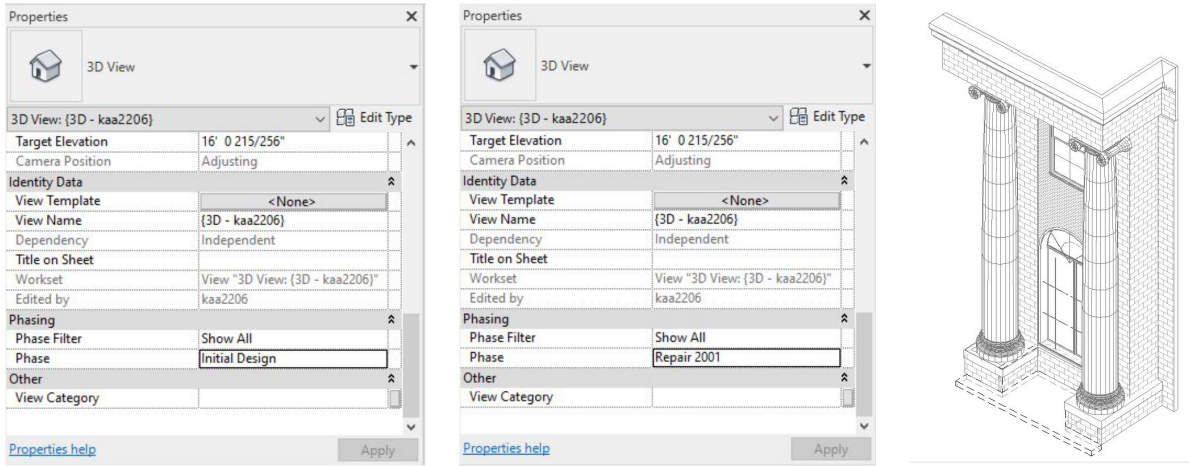 Properties
3D View
3D View: {3D - kaa2206}
Edit Type
Target Elevation 16' 0 215/256"
Camera Position Adjusting
Identity Data
View Template <None>
View Name {3D - kaa2206}
Dependency Independent
Title on Sheet
Workset View "3D View: {3D - kaa2206}"
Edited by kaa2206
Phasing
Phase Filter Show All
Phase Initial Design
Other
View Category
Properties help Apply
Properties
3D View
3D View: {3D - kaa2206}
Edit Type
Target Elevation 16' 0 215/256"
Camera Position Adjusting
Identity Data
View Template <None>
View Name {3D - kaa2206}
Dependency Independent
Title on Sheet
Workset View "3D View: {3D - kaa2206}"
Edited by kaa2206
Phasing
Phase Filter Show All
Phase Repair 2001
Other
View Category
Properties help Apply